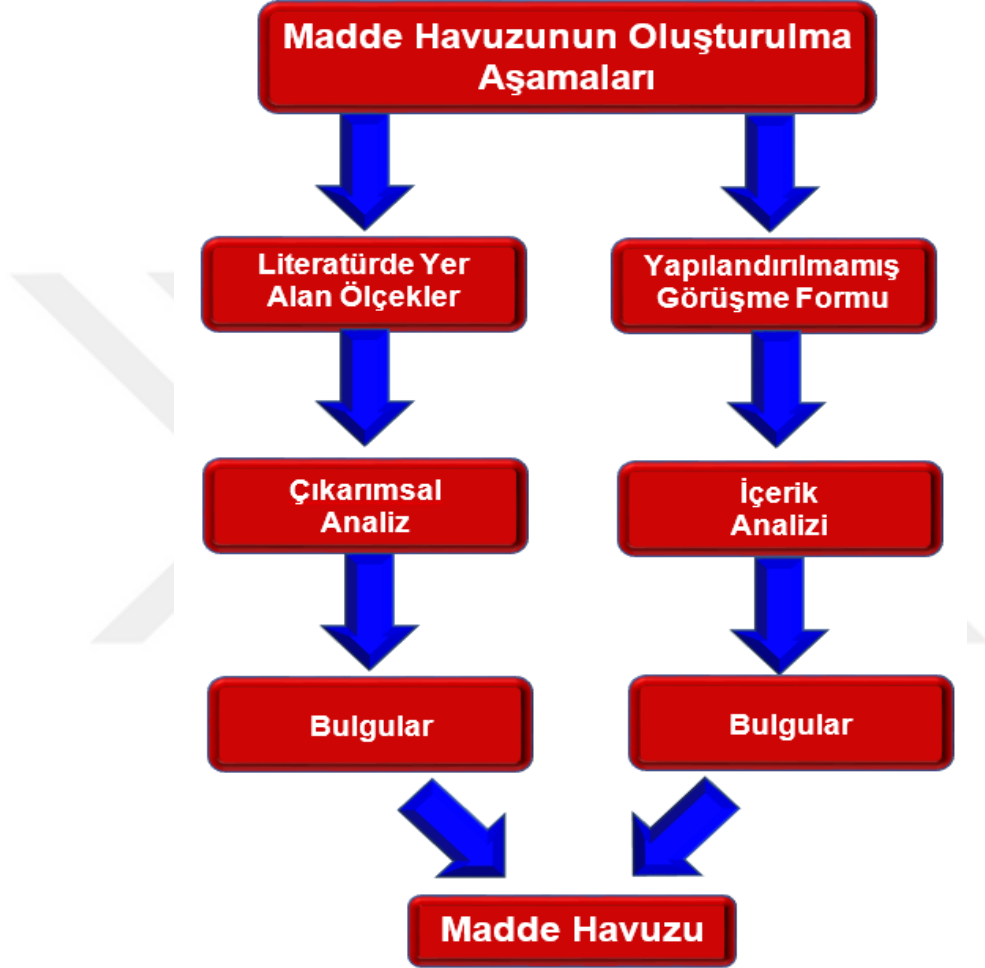 Madde Havuzunun Oluşturulma
Aşamaları
Literatürde Yer
Alan Ölçekler
Yapılandırılmamış
Görüşme Formu
Çıkarımsal
Analiz
İçerik
Analizi
Bulgular
Bulgular
Madde Havuzu